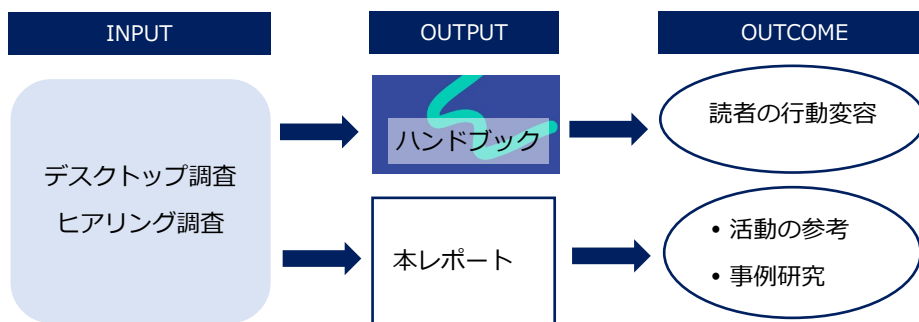 INPUT
OUTPUT
OUTCOME
デスクトップ調査
ヒアリング調査
ハンドブック
読者の行動変容
本レポート
• 活動の参考
• 事例研究